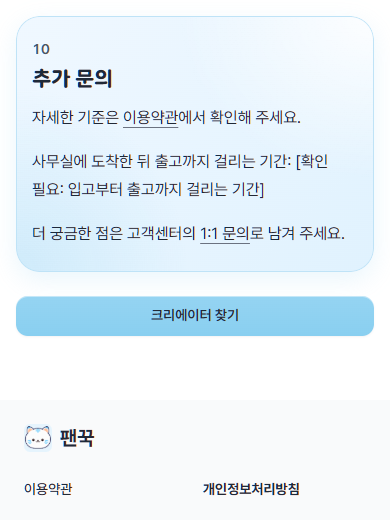 10
추가 문의
자세한 기준은 이용약관에서 확인해 주세요.
사무실에 도착한 뒤 출고까지 걸리는 기간: [확인
필요: 입고부터 출고까지 걸리는 기간]
더 궁금한 점은 고객센터의 1:1 문의로 남겨 주세요.
크리에이터 찾기
팬꾹
이용약관 개인정보처리방침